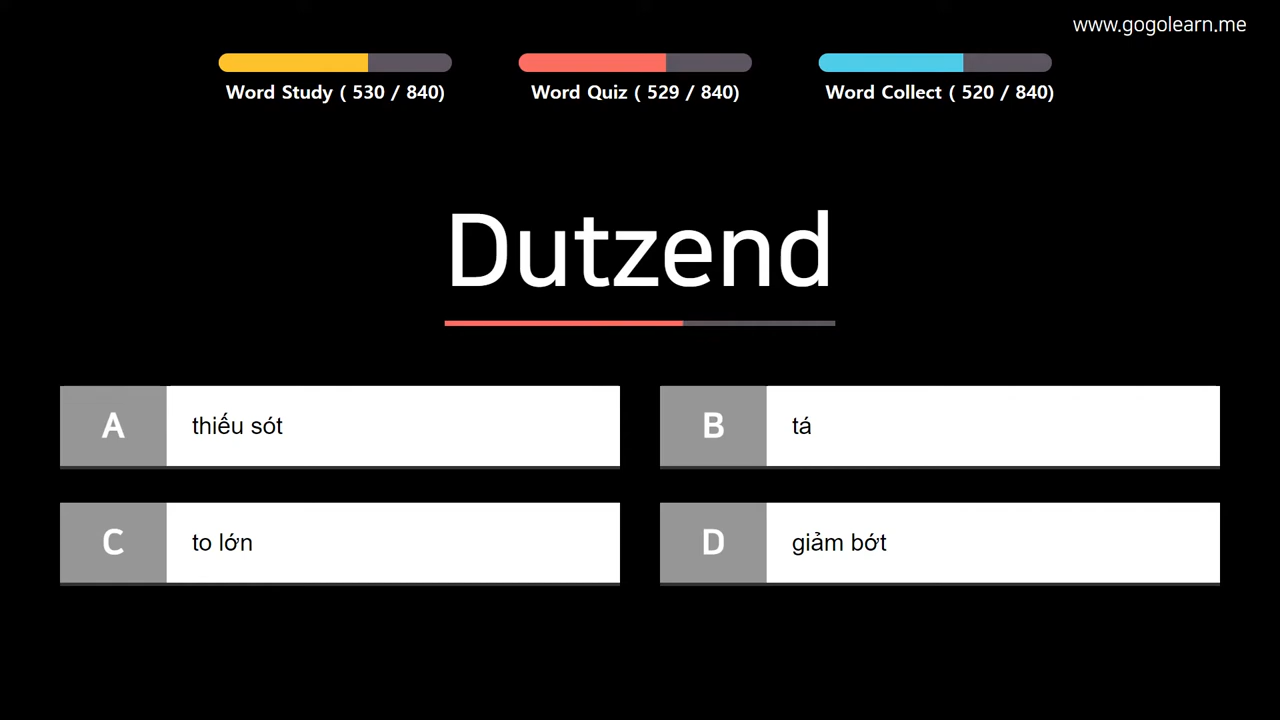 www.gogolearn.me
Word Study ( 530 / 840)
Word Quiz ( 529 / 840)
Word Collect ( 520 / 840)
Dutzend
A thiếu sót
B tá
C to lớn
D giảm bớt